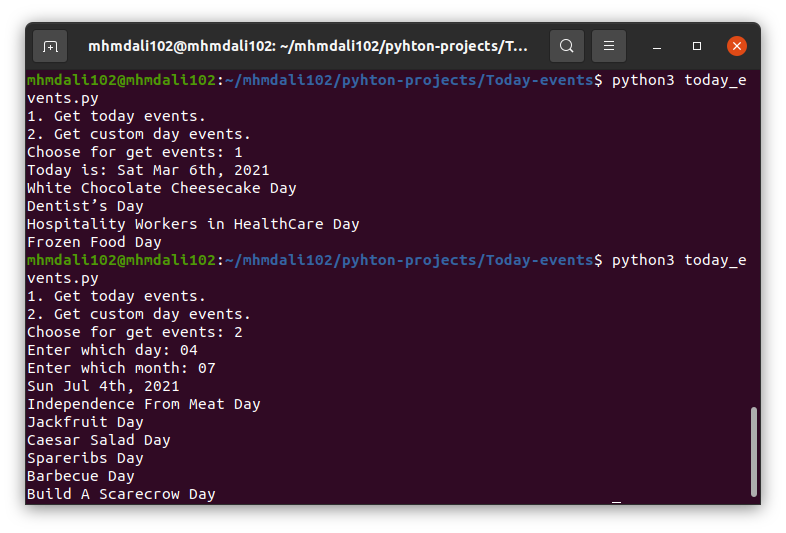 mhmdali102@mhmdali102: ~/mhmdali102/pyhton-projects/T...
mhmdali102@mhmdali102:~/mhmdali102/pyhton-projects/Today-events$ python3 today_e
vents.py
1. Get today events.
2. Get custom day events.
Choose for get events: 1
Today is: Sat Mar 6th, 2021
White Chocolate Cheesecake Day
Dentist’s Day
Hospitality Workers in HealthCare Day
Frozen Food Day
mhmdali102@mhmdali102:~/mhmdali102/pyhton-projects/Today-events$ python3 today_e
vents.py
1. Get today events.
2. Get custom day events.
Choose for get events: 2
Enter which day: 04
Enter which month: 07
Sun Jul 4th, 2021
Independence From Meat Day
Jackfruit Day
Caesar Salad Day
Spareribs Day
Barbecue Day
Build A Scarecrow Day